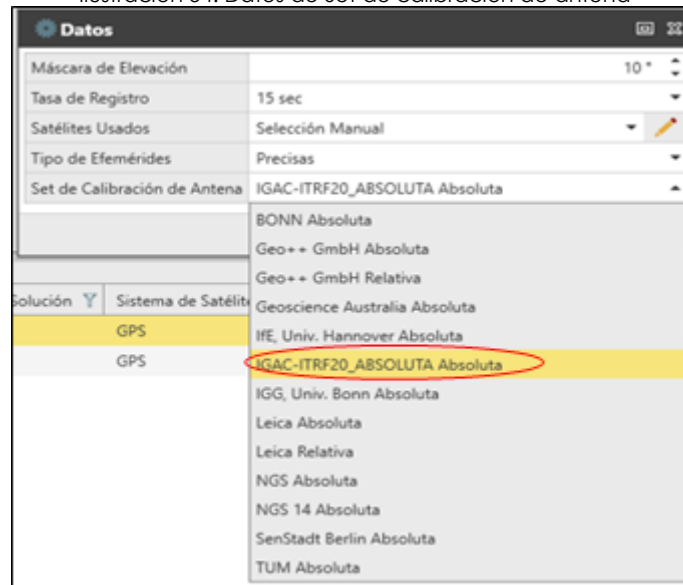 Datos
Máscara de Elevación 10 °
Tasa de Registro 15 sec
Satélites Usados Selección Manual
Tipo de Efemérides Precisas
Set de Calibración de Antena IGAC-ITRF20_ABSOLUTA Absoluta
BONN Absoluta
Geo++ GmbH Absoluta
Geo++ GmbH Relativa
Solución Sistema de Satélit
Geoscience Australia Absoluta
GPS
IfE, Univ. Hannover Absoluta
GPS
IGAC-ITRF20_ABSOLUTA Absoluta
IGG, Univ. Bonn Absoluta
Leica Absoluta
Leica Relativa
NGS Absoluta
NGS 14 Absoluta
SenStadt Berlin Absoluta
TUM Absoluta